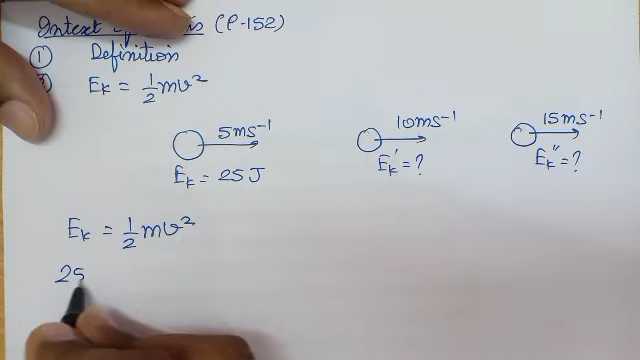 Intext (P-152)
① Definition
Eₖ = 1/2 mv²
5ms⁻¹ 10ms⁻¹ 15ms⁻¹
Eₖ = 25J Eₖ' = ? Eₖ'' = ?
Eₖ = 1/2 mv²
25